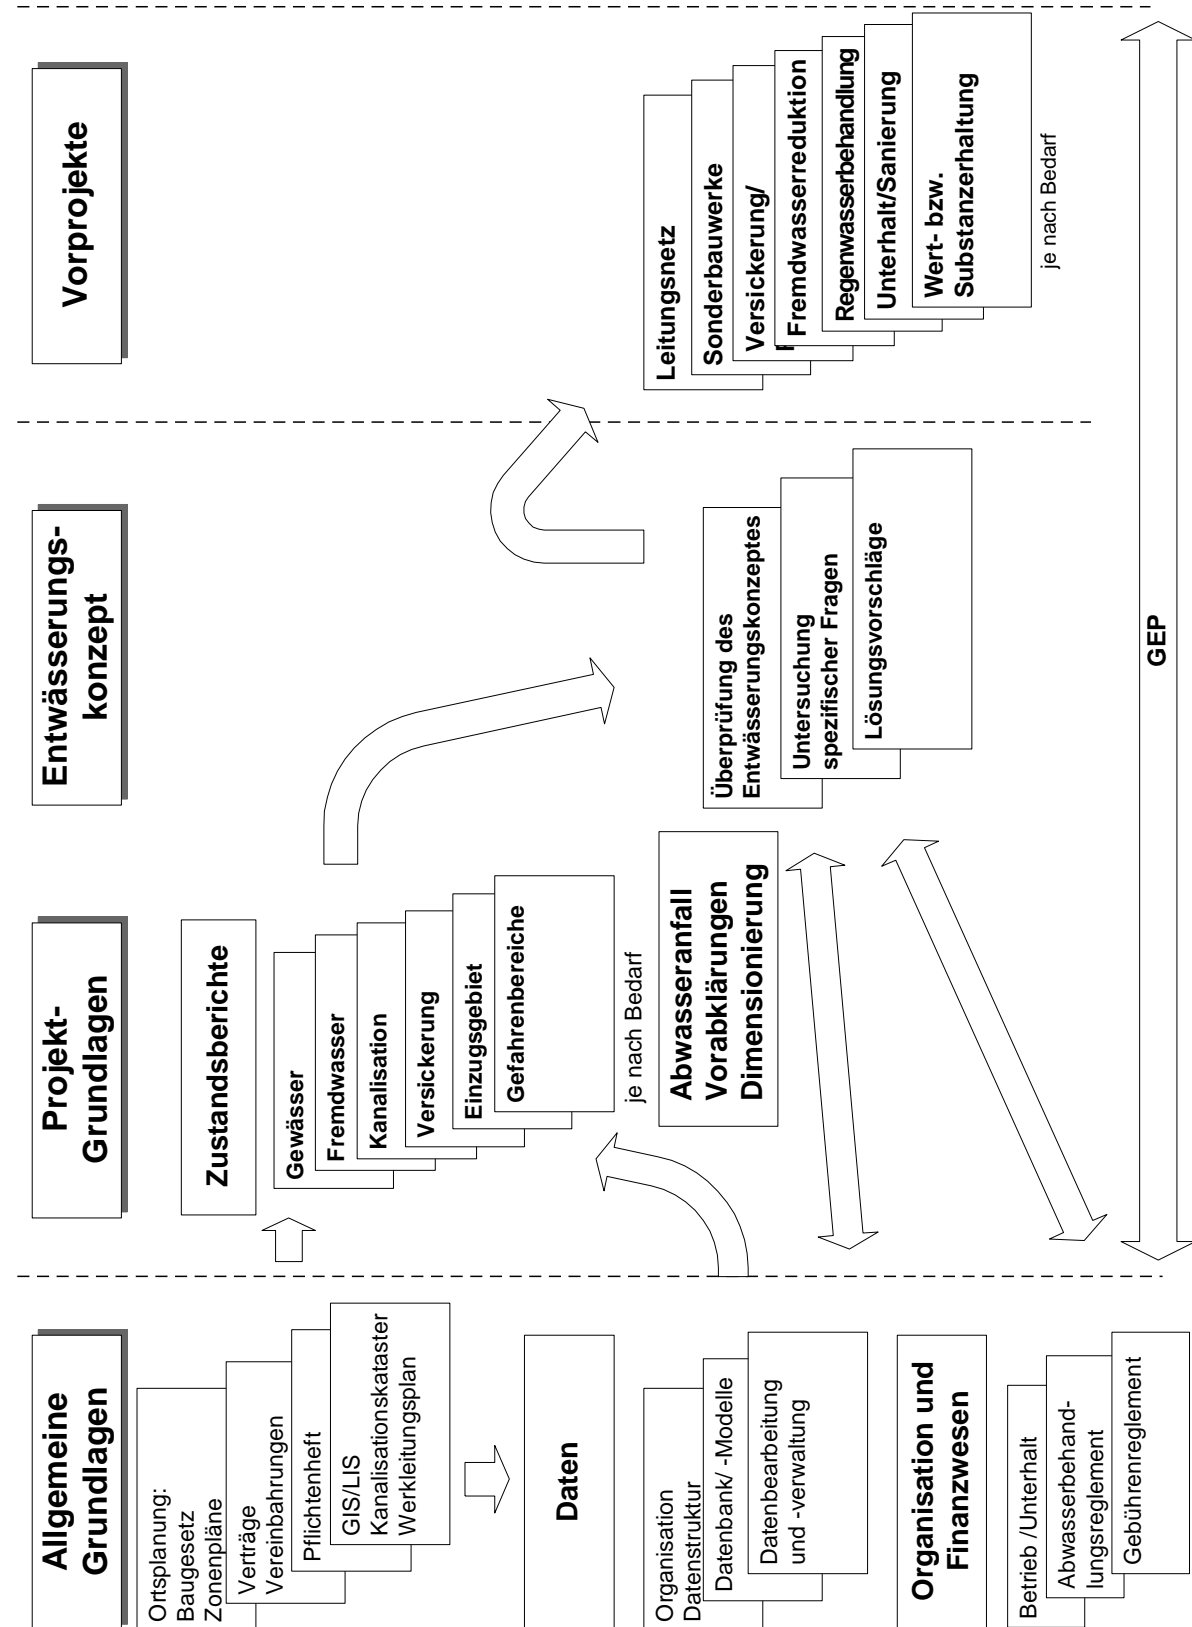 Allgemeine
Grundlagen
Ortsplanung:
Baugesetz
Zonenpläne
Verträge
Vereinbahrungen
Pflichtenheft
GIS/LIS
Kanalisationskataster
Werkleitungsplan
Daten
Organisation
Datenstruktur
Datenbank/ -Modelle
Datenbearbeitung
und -verwaltung
Organisation und
Finanzwesen
Betrieb /Unterhalt
Abwasserbehand-
lungsreglement
Gebührenreglement
Projekt-
Grundlagen
Zustandsberichte
Gewässer
Fremdwasser
Kanalisation
Versickerung
Einzugsgebiet
Gefahrenbereiche
je nach Bedarf
Abwasseranfall
Vorabklärungen
Dimensionierung
Entwässerungs-
konzept
Überprüfung des
Entwässerungskonzeptes
Untersuchung
spezifischer Fragen
Lösungsvorschläge
Vorprojekte
Leitungsnetz
Sonderbauwerke
Versickerung/
Fremdwasserreduktion
Regenwasserbehandlung
Unterhalt/Sanierung
Wert- bzw.
Substanzerhaltung
je nach Bedarf
GEP